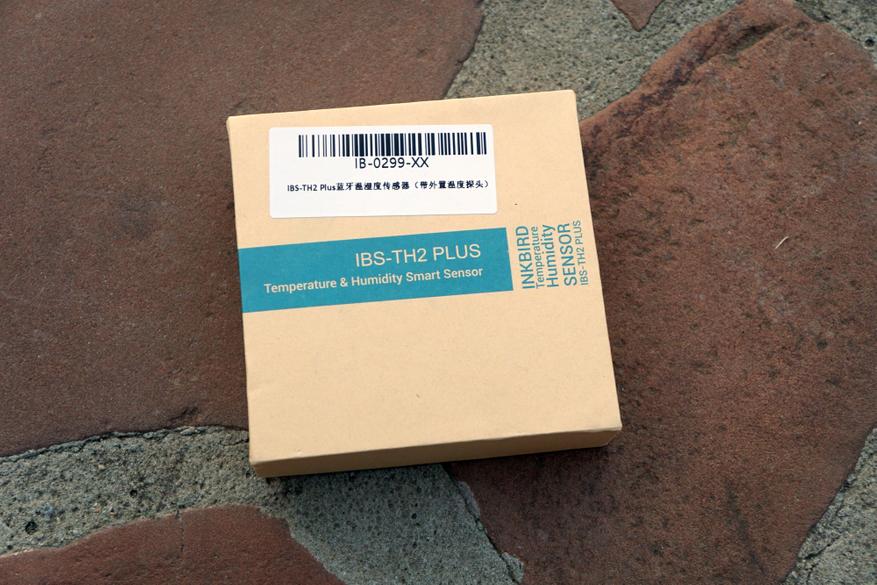 IB-0299-XX
IBS-TH2 Plus蓝牙温湿度传感器（带外置温度探头）
IBS-TH2 PLUS
Temperature & Humidity Smart Sensor
INKBIRD
Temperature
Humidity
SENSOR
IBS-TH2 PLUS